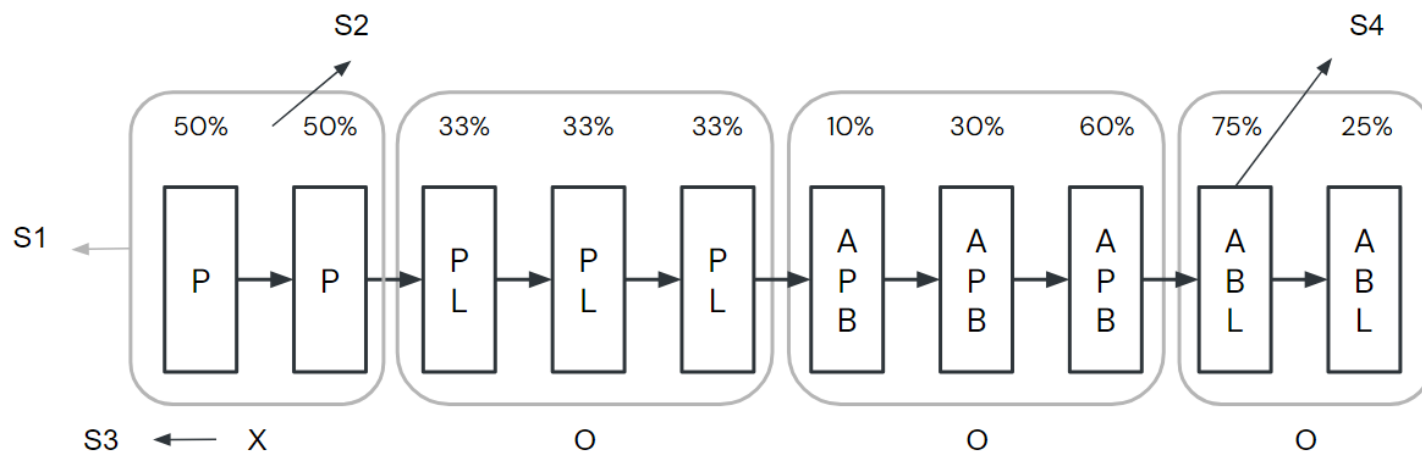 S2
S4
50% 50% 33% 33% 33% 10% 30% 60% 75% 25%
S1
P P P L P L P L A P B A P B A P B A B L A B L
S3 X O O O